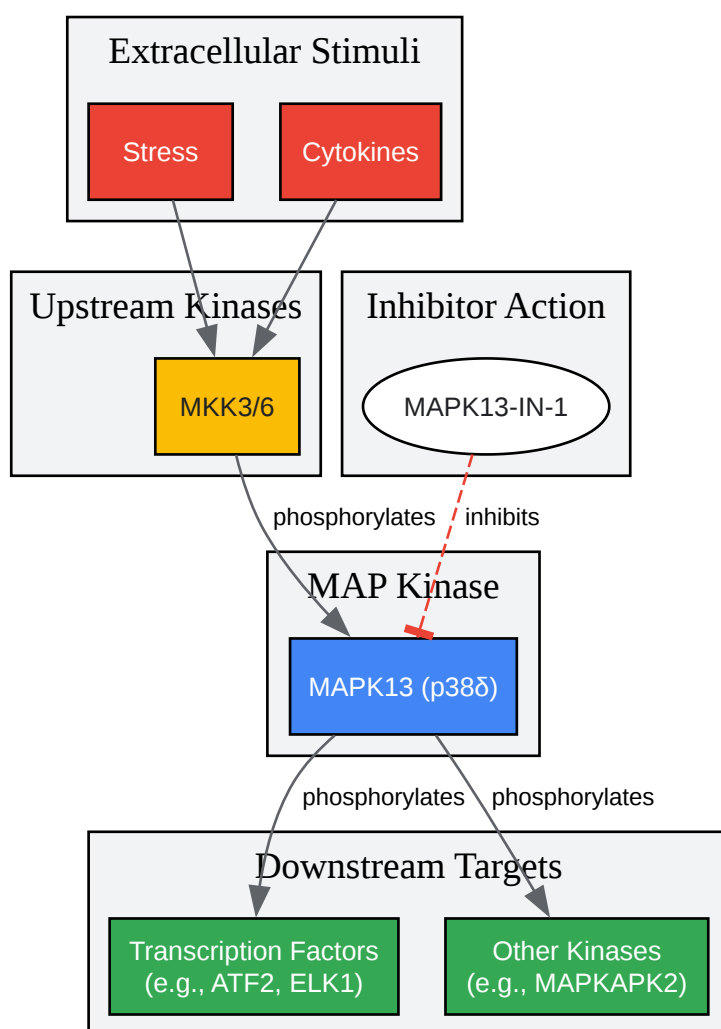 Extracellular Stimuli
Stress
Cytokines
Upstream Kinases
Inhibitor Action
MKK3/6
MAPK13-IN-1
phosphorylates
inhibits
MAP Kinase
MAPK13 (p38δ)
phosphorylates
phosphorylates
Downstream Targets
Transcription Factors
(e.g., ATF2, ELK1)
Other Kinases
(e.g., MAPKAPK2)